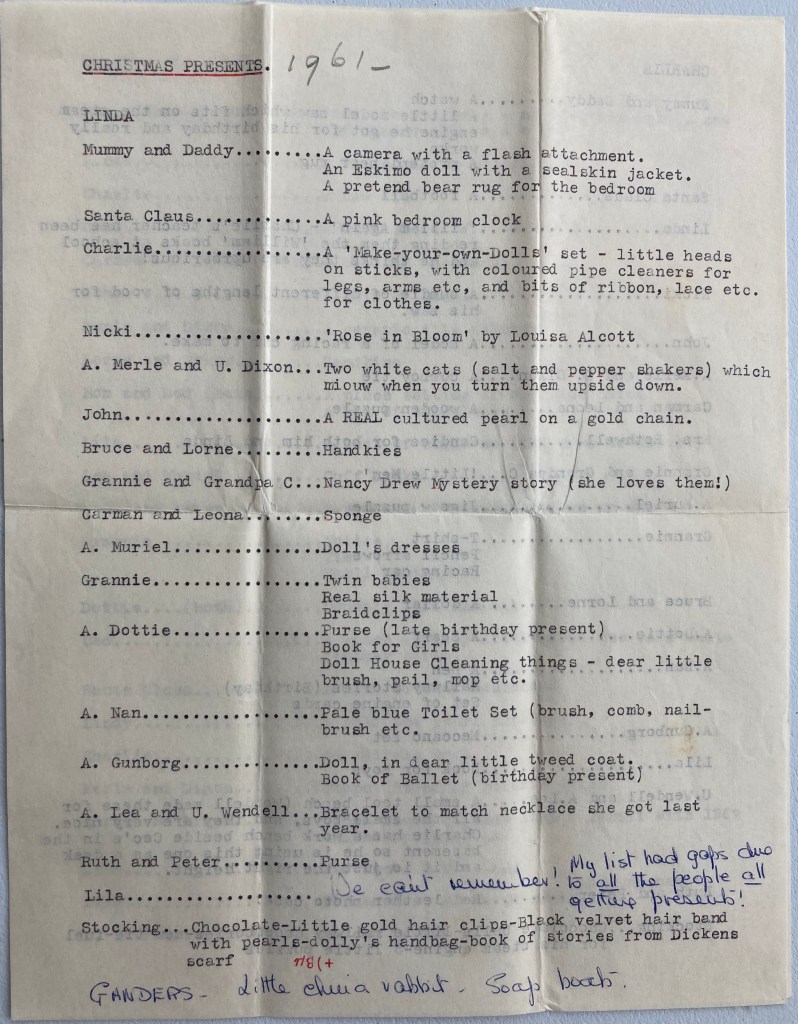 CHRISTMAS PRESENTS. 1961-
LINDA
Mummy and Daddy.........A camera with a flash attachment.
An Eskimo doll with a sealskin jacket.
A pretend bear rug for the bedroom
Santa Claus.............A pink bedroom clock
Charlie.................A 'Make-your-own-Dolls' set - little heads
on sticks, with coloured pipe cleaners for
legs, arms etc, and bits of ribbon, lace etc.
for clothes.
Nicki...................'Rose in Bloom' by Louisa Alcott
A. Merle and U. Dixon...Two white cats (salt and pepper shakers) which
miouw when you turn them upside down.
John....................A REAL cultured pearl on a gold chain.
Bruce and Lorne.........Handkies
Grannie and Grandpa C...Nancy Drew Mystery story (she loves them!)
Carman and Leona........Sponge
A. Muriel...............Doll's dresses
Grannie.................Twin babies
Real silk material
Braidclips
A. Dottie...............Purse (late birthday present)
Book for Girls
Doll House Cleaning things - dear little
brush, pail, mop etc.
A. Nan..................Pale blue Toilet Set (brush, comb, nail-
brush etc.
A. Gunborg..............Doll, in dear little tweed coat.
Book of Ballet (birthday present)
A. Lea and U. Wendell...Bracelet to match necklace she got last
year.
Ruth and Peter..........Purse
Lila.................... We can't remember! My list had gaps due
to all the people all
getting presents!
Stocking...Chocolate-Little gold hair clips-Black velvet hair band
with pearls-dolly's handbag-book of stories from Dickens
scarf
GANDERS - Little china rabbit - Soap boats.